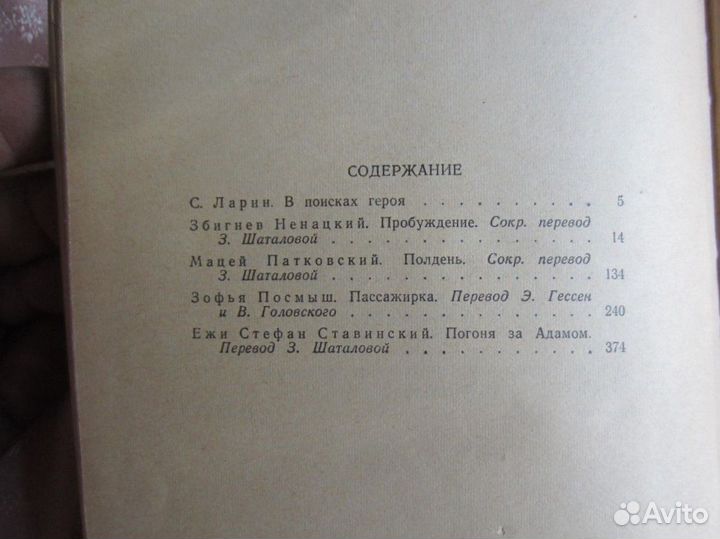 СОДЕРЖАНИЕ
С. Ларин. В поисках героя . . . . . . . . . . . 5
Збигнев Ненацкий. Пробуждение. Сокр. перевод
З. Шаталовой . . . . . . . . . . . . . . 14
Мацей Патковский. Полдень. Сокр. перевод
З. Шаталовой . . . . . . . . . . . . . . 134
Зофья Посмыш. Пассажирка. Перевод Э. Гессен
и В. Головского . . . . . . . . . . . . . 240
Ежи Стефан Ставинский. Погоня за Адамом.
Перевод З. Шаталовой . . . . . . . . . . . 374
Avito